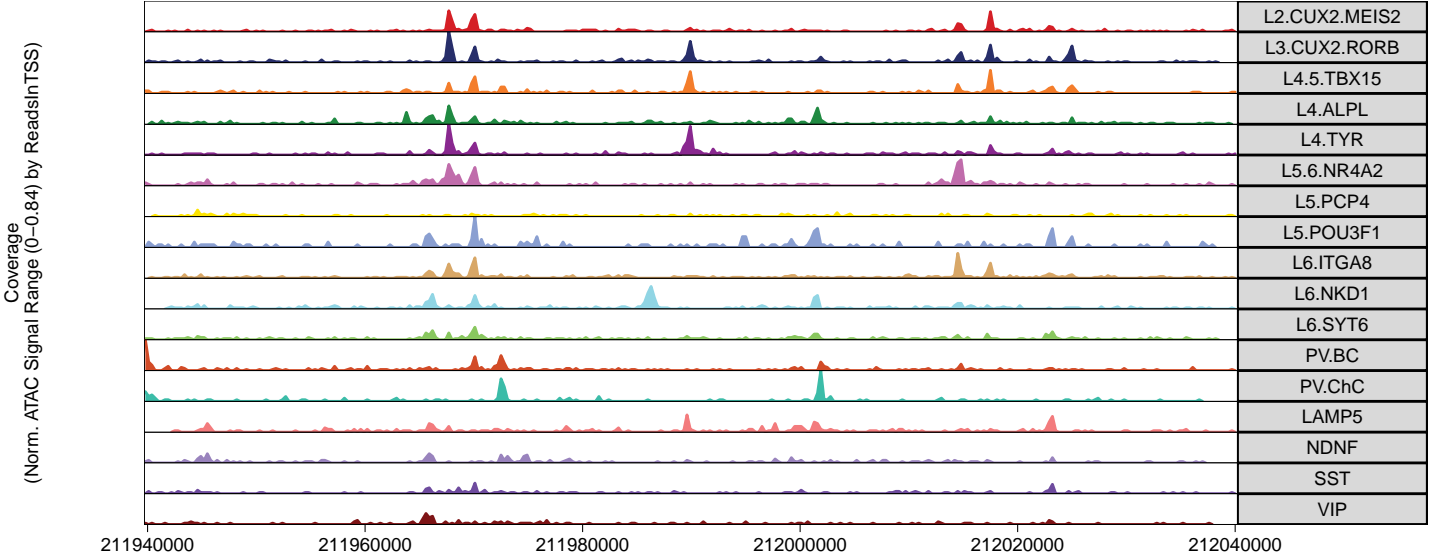 Coverage
(Norm. ATAC Signal Range (0−0.84) by ReadsInTSS)
L2.CUX2.MEIS2
L3.CUX2.RORB
L4.5.TBX15
L4.ALPL
L4.TYR
L5.6.NR4A2
L5.PCP4
L5.POU3F1
L6.ITGA8
L6.NKD1
L6.SYT6
PV.BC
PV.ChC
LAMP5
NDNF
SST
VIP
211940000 211960000 211980000 212000000 212020000 212040000